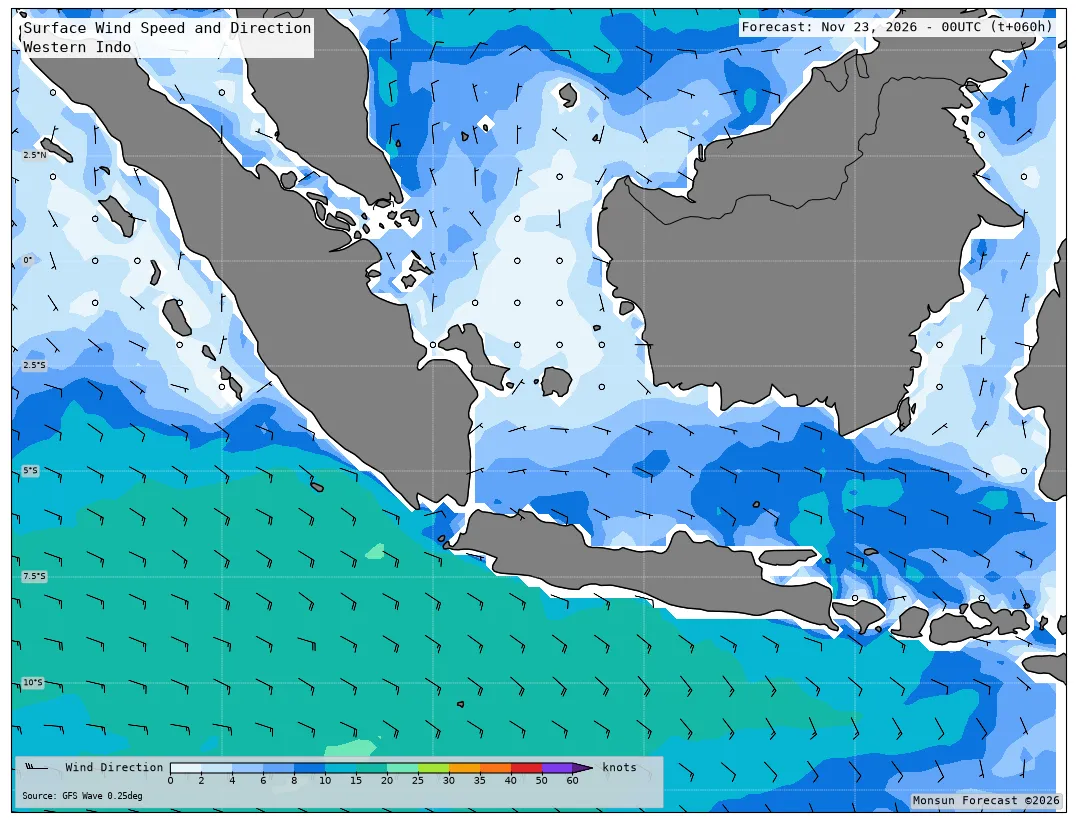 Surface Wind Speed and Direction
Western Indo
Forecast: Nov 23, 2026 - 00UTC (t+060h)
2.5°N
0°
2.5°S
5°S
7.5°S
10°S
Wind Direction
0 2 4 6 8 10 15 20 25 30 35 40 50 60
knots
Source: GFS Wave 0.25deg
Monsun Forecast ©2026